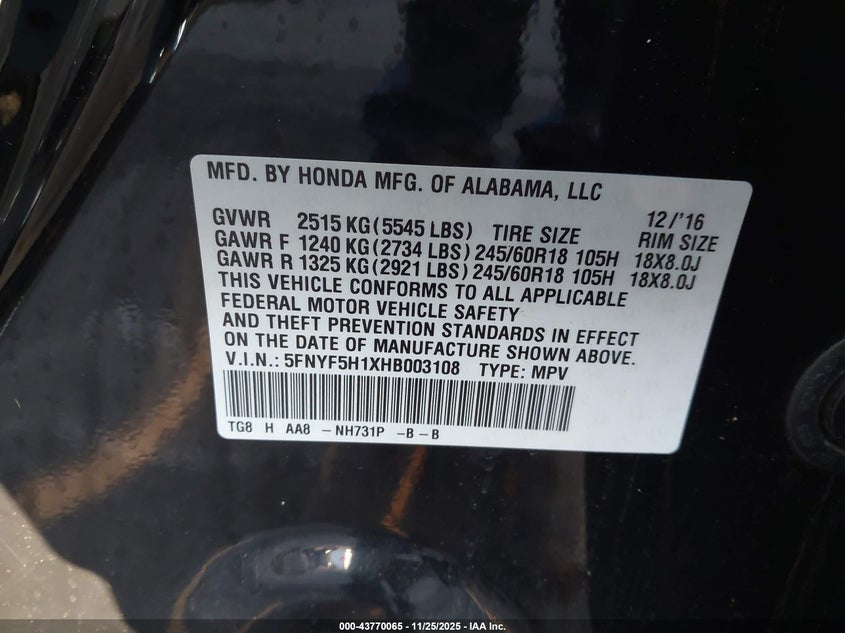 MFD. BY HONDA MFG. OF ALABAMA, LLC
12/'16
GVWR 2515 KG (5545 LBS) TIRE SIZE RIM SIZE
GAWR F 1240 KG (2734 LBS) 245/60R18 105H 18X8.0J
GAWR R 1325 KG (2921 LBS) 245/60R18 105H 18X8.0J
THIS VEHICLE CONFORMS TO ALL APPLICABLE
FEDERAL MOTOR VEHICLE SAFETY
AND THEFT PREVENTION STANDARDS IN EFFECT
ON THE DATE OF MANUFACTURE SHOWN ABOVE.
V.I.N.: 5FNYF5H1XHB003108 TYPE: MPV
TG8 H AA8 -NH731P -B-B
000-43770065 - 11/25/2025 - IAA Inc.